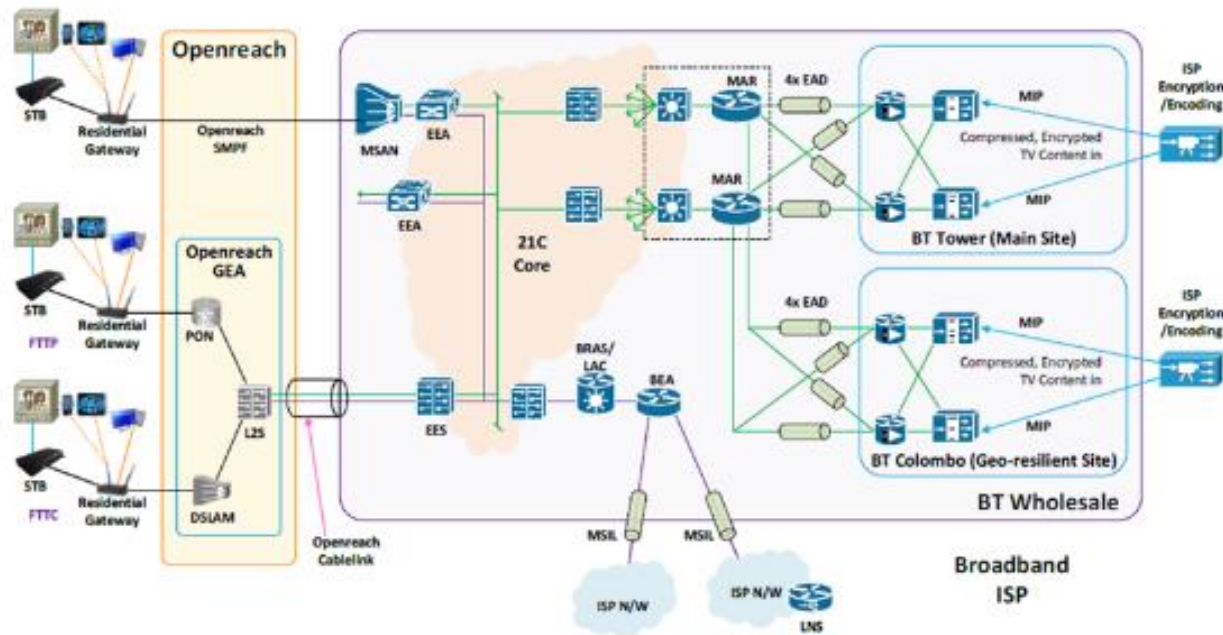 Openreach
STB
Residential
Gateway
Openreach
SMPF
MSAN
EEA
EEA
21C
Core
MAR
MAR
4x EAD
MIP
Compressed, Encrypted
TV Content in
MIP
BT Tower (Main Site)
ISP
Encryption
/Encoding
STB
Residential
Gateway
FTTP
Openreach
GEA
PON
L2S
DSLAM
STB
Residential
Gateway
FTTC
Openreach
Cablelink
EES
BRAS/
LAC
BEA
4x EAD
MIP
Compressed, Encrypted
TV Content in
MIP
BT Colombo (Geo-resilient Site)
ISP
Encryption
/Encoding
BT Wholesale
MSIL
MSIL
ISP N/W
ISP N/W
LNS
Broadband
ISP